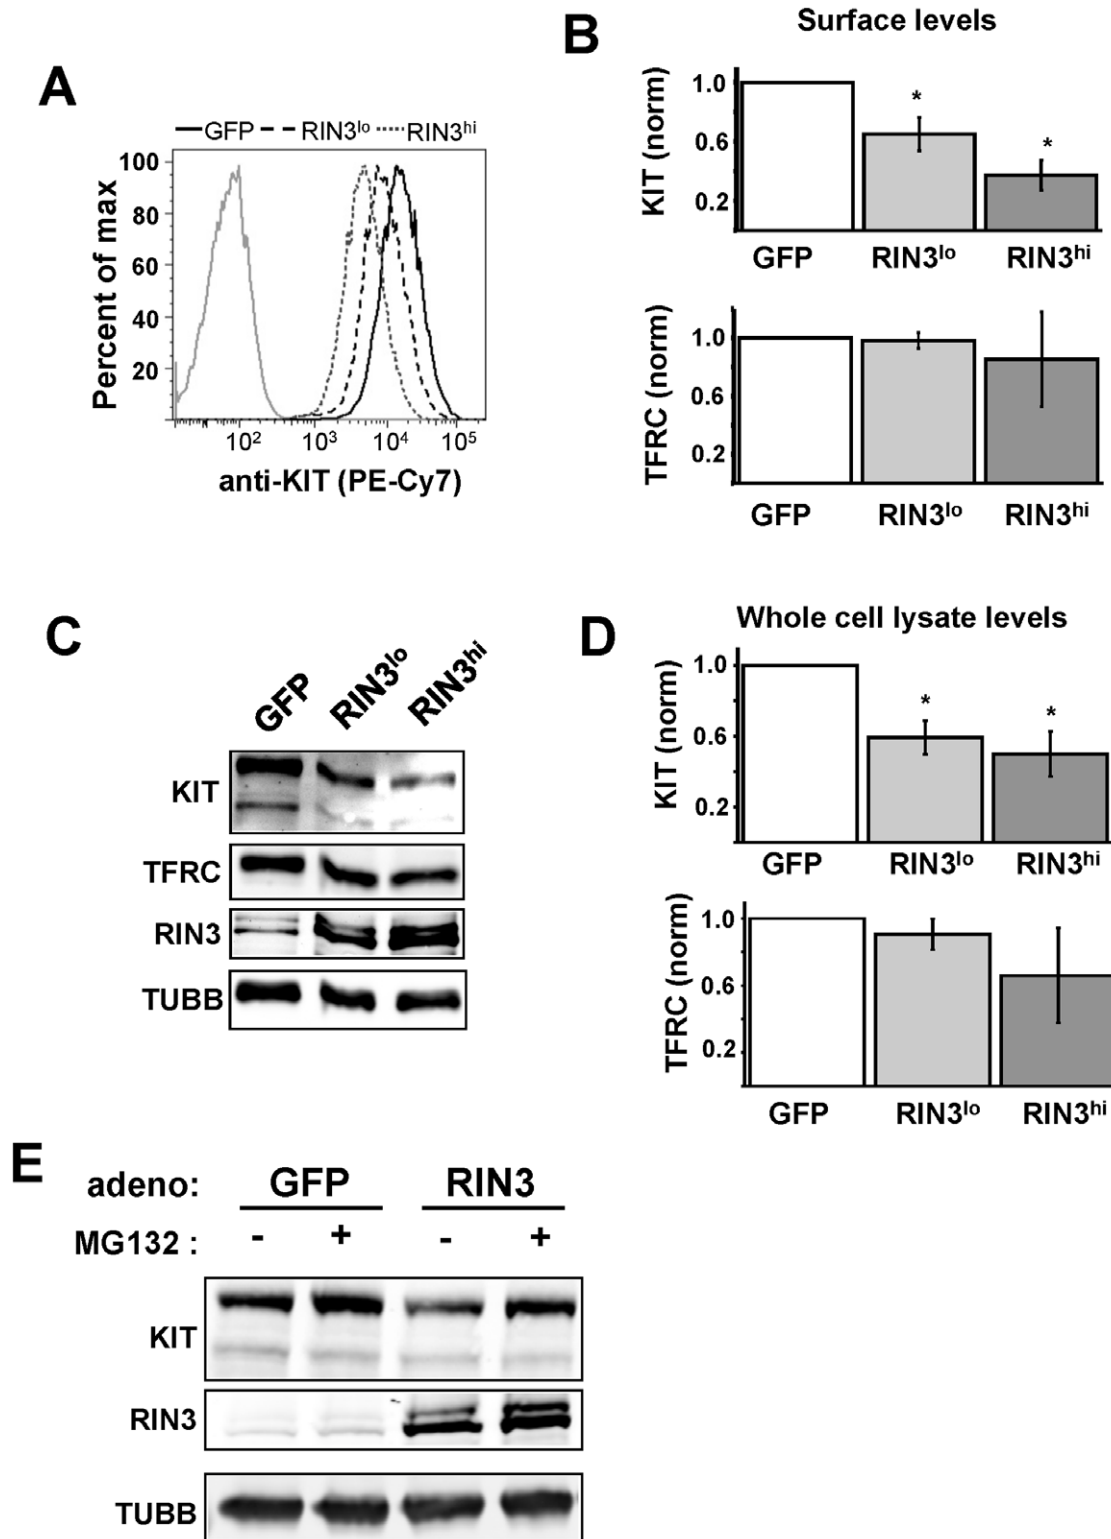 A
GFP RIN3lo RIN3hi
Percent of max
100
80
60
40
20
10² 10³ 10⁴ 10⁵
anti-KIT (PE-Cy7)
B
Surface levels
KIT (norm)
1.0
0.6
0.2
* *
GFP RIN3lo RIN3hi
TFRC (norm)
1.0
0.6
0.2
GFP RIN3lo RIN3hi
C
GFP RIN3lo RIN3hi
KIT
TFRC
RIN3
TUBB
D
Whole cell lysate levels
KIT (norm)
1.0
0.6
0.2
* *
GFP RIN3lo RIN3hi
TFRC (norm)
1.0
0.6
0.2
GFP RIN3lo RIN3hi
E
adeno: GFP RIN3
MG132 : - + - +
KIT
RIN3
TUBB